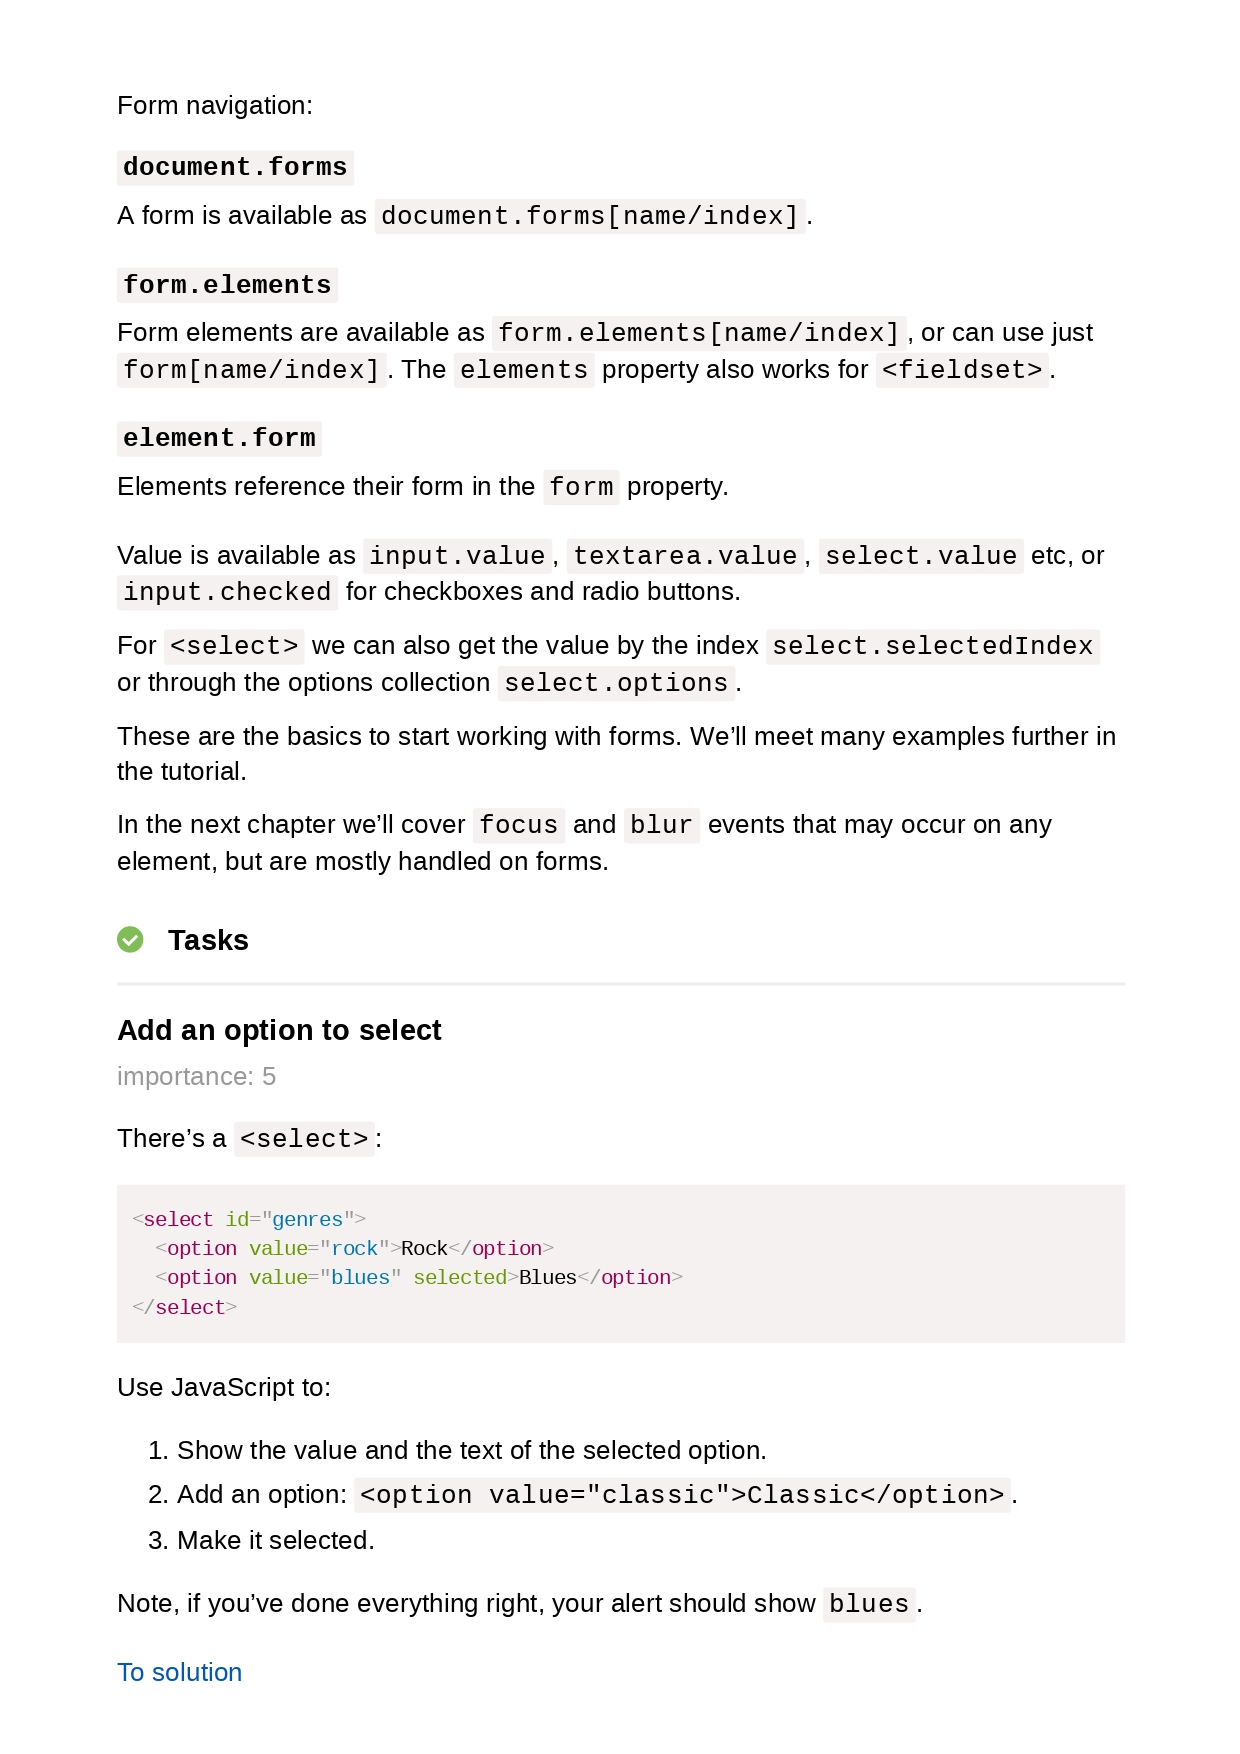 Form navigation:
document.forms
A form is available as document.forms[name/index].
form.elements
Form elements are available as form.elements[name/index], or can use just
form[name/index]. The elements property also works for <fieldset>.
element.form
Elements reference their form in the form property.
Value is available as input.value, textarea.value, select.value etc, or
input.checked for checkboxes and radio buttons.
For <select> we can also get the value by the index select.selectedIndex
or through the options collection select.options.
These are the basics to start working with forms. We’ll meet many examples further in
the tutorial.
In the next chapter we’ll cover focus and blur events that may occur on any
element, but are mostly handled on forms.
Tasks
Add an option to select
importance: 5
There’s a <select>:
<select id="genres">
  <option value="rock">Rock</option>
  <option value="blues" selected>Blues</option>
</select>
Use JavaScript to:
1. Show the value and the text of the selected option.
2. Add an option: <option value="classic">Classic</option>.
3. Make it selected.
Note, if you’ve done everything right, your alert should show blues.
To solution